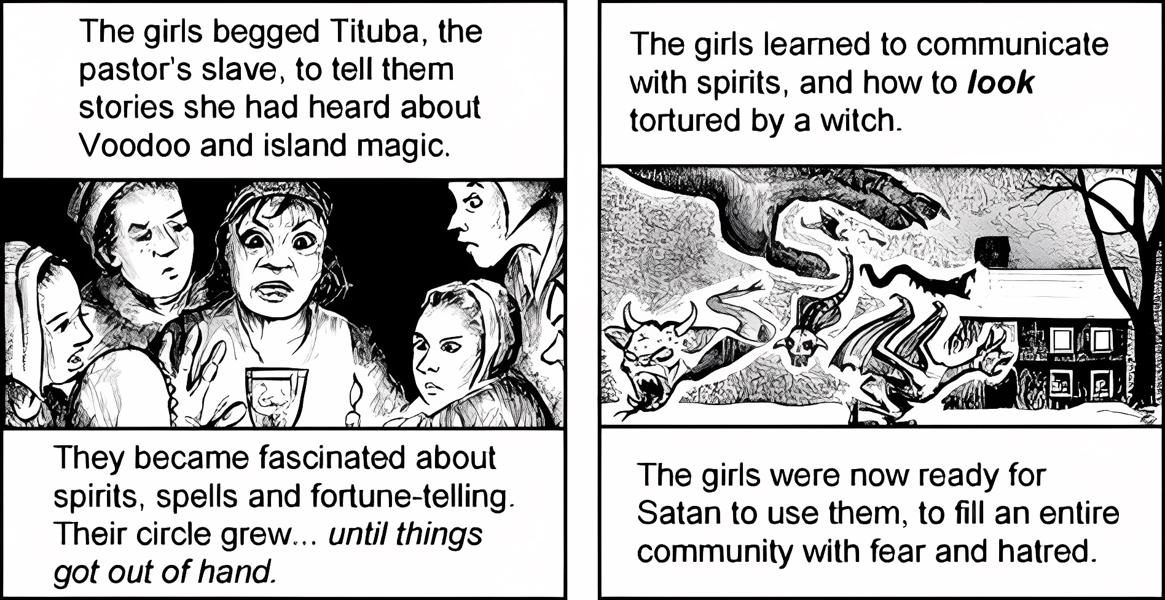 The girls begged Tituba, the
pastor's slave, to tell them
stories she had heard about
Voodoo and island magic.
They became fascinated about
spirits, spells and fortune-telling.
Their circle grew... until things
got out of hand.
The girls learned to communicate
with spirits, and how to look
tortured by a witch.
The girls were now ready for
Satan to use them, to fill an entire
community with fear and hatred.